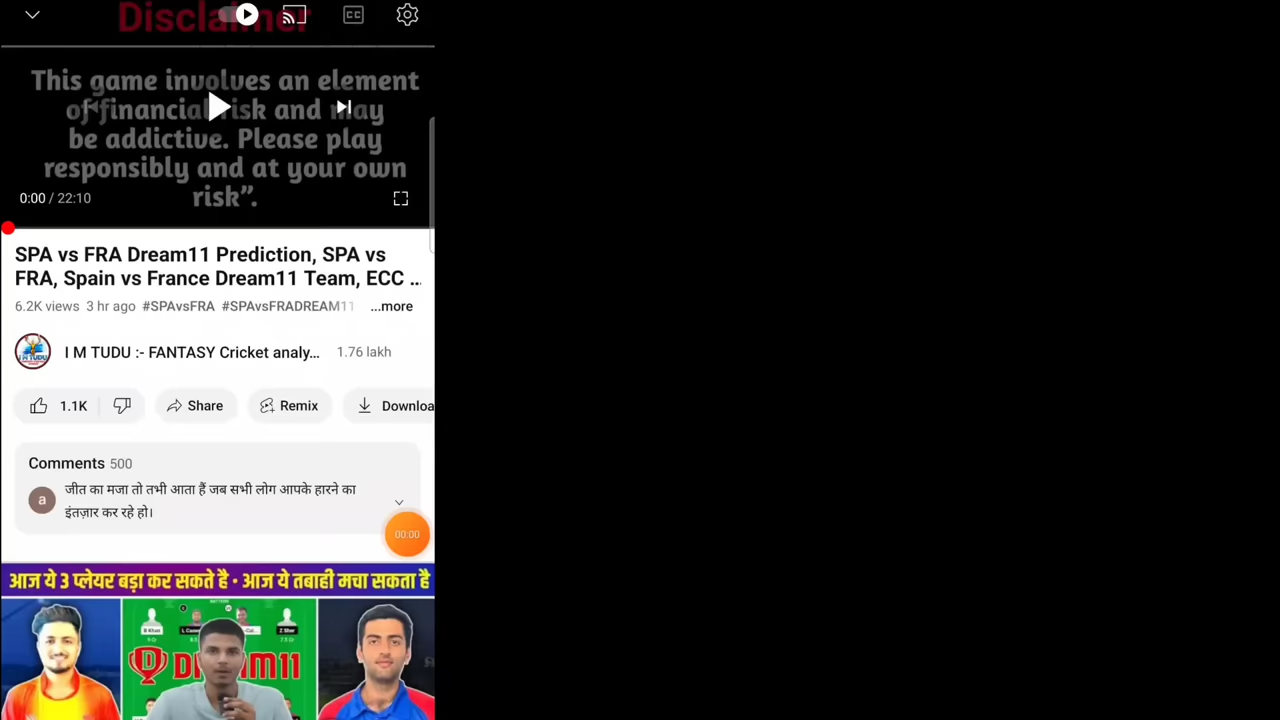 Disclaimer
CC
This game involves an element
of financial risk and may
be addictive. Please play
responsibly and at your own
risk”.
0:00 / 22:10
SPA vs FRA Dream11 Prediction, SPA vs
FRA, Spain vs France Dream11 Team, ECC ...
6.2K views 3 hr ago #SPAvsFRA #SPAvsFRADREAM11 ...more
I M TUDU :- FANTASY Cricket analy... 1.76 lakh
1.1K Share Remix Downloa
Comments 500
a
जीत का मजा तो तभी आता हैं जब सभी लोग आपके हारने का
इंतज़ार कर रहे हो।
00:00
आज ये 3 प्लेयर बड़ा कर सकते है • आज ये तबाही मचा सकता है